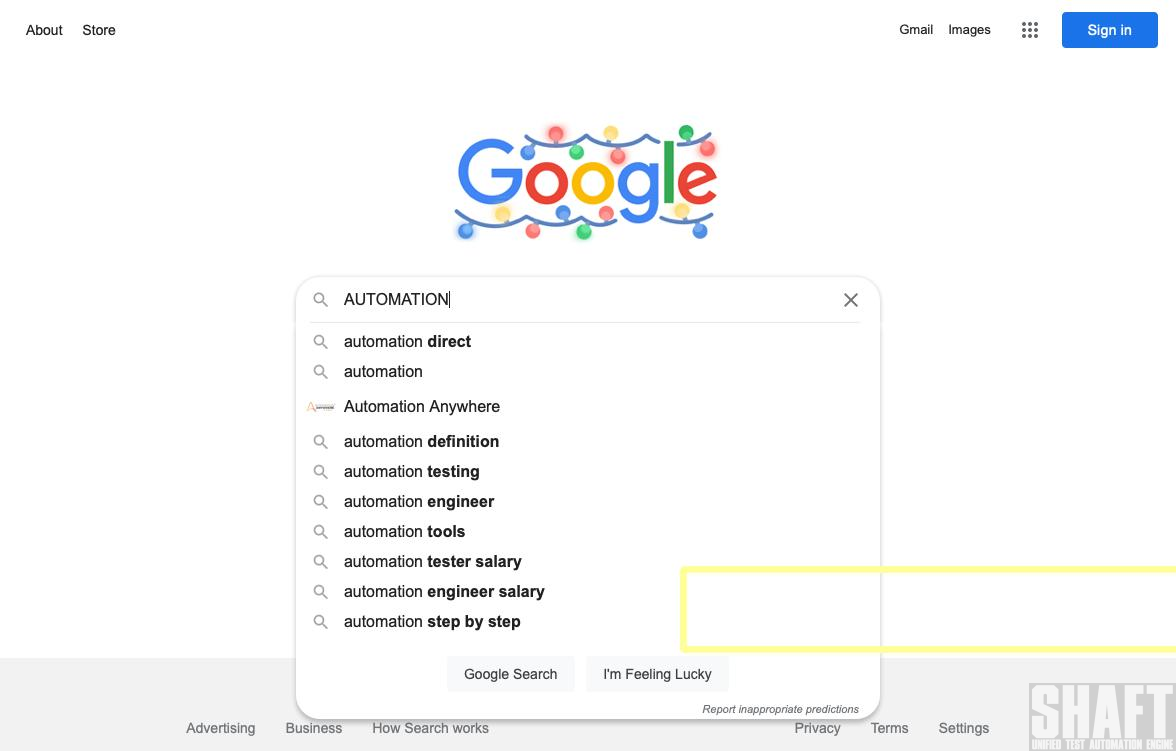 About Store
Gmail Images Sign in
Google
AUTOMATION
automation direct
automation
Automation Anywhere
automation definition
automation testing
automation engineer
automation tools
automation tester salary
automation engineer salary
automation step by step
Google Search I'm Feeling Lucky
Report inappropriate predictions
Advertising Business How Search works Privacy Terms Settings
SHAFT
UNIFIED TEST AUTOMATION ENGINE